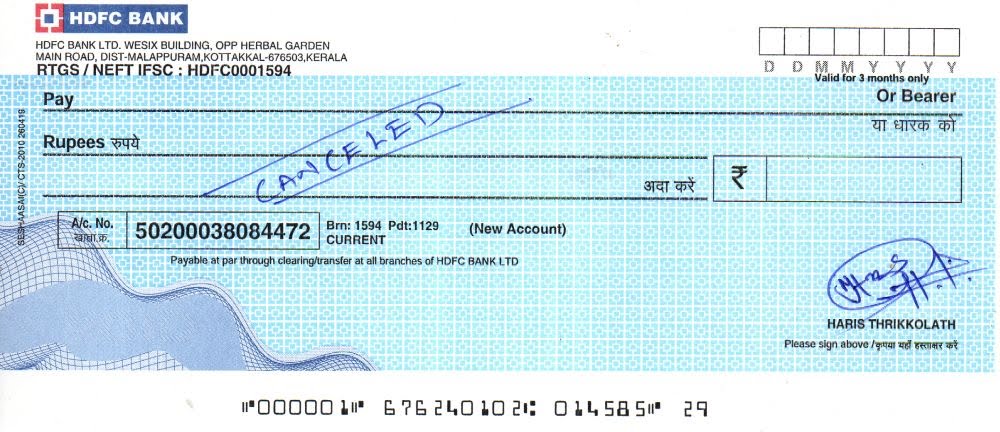 HDFC BANK
HDFC BANK LTD. WESIX BUILDING, OPP HERBAL GARDEN
MAIN ROAD, DIST-MALAPPURAM,KOTTAKKAL-676503,KERALA
RTGS / NEFT IFSC : HDFC0001594
D D M M Y Y Y Y
Valid for 3 months only
Pay
Or Bearer
या धारक को
CANCELED
Rupees रुपये
अदा करें
₹
SESHAASAI(C)/ CTS-2010 260419
A/c. No.
खाता.क्र.
50200038084472
Brn: 1594 Pdt:1129
CURRENT
(New Account)
Payable at par through clearing/transfer at all branches of HDFC BANK LTD
HARIS THRIKKOLATH
Please sign above /कृपया यहाँ हस्ताक्षर करें
⑈000001⑈ 676240102⑆ 014585⑈ 29